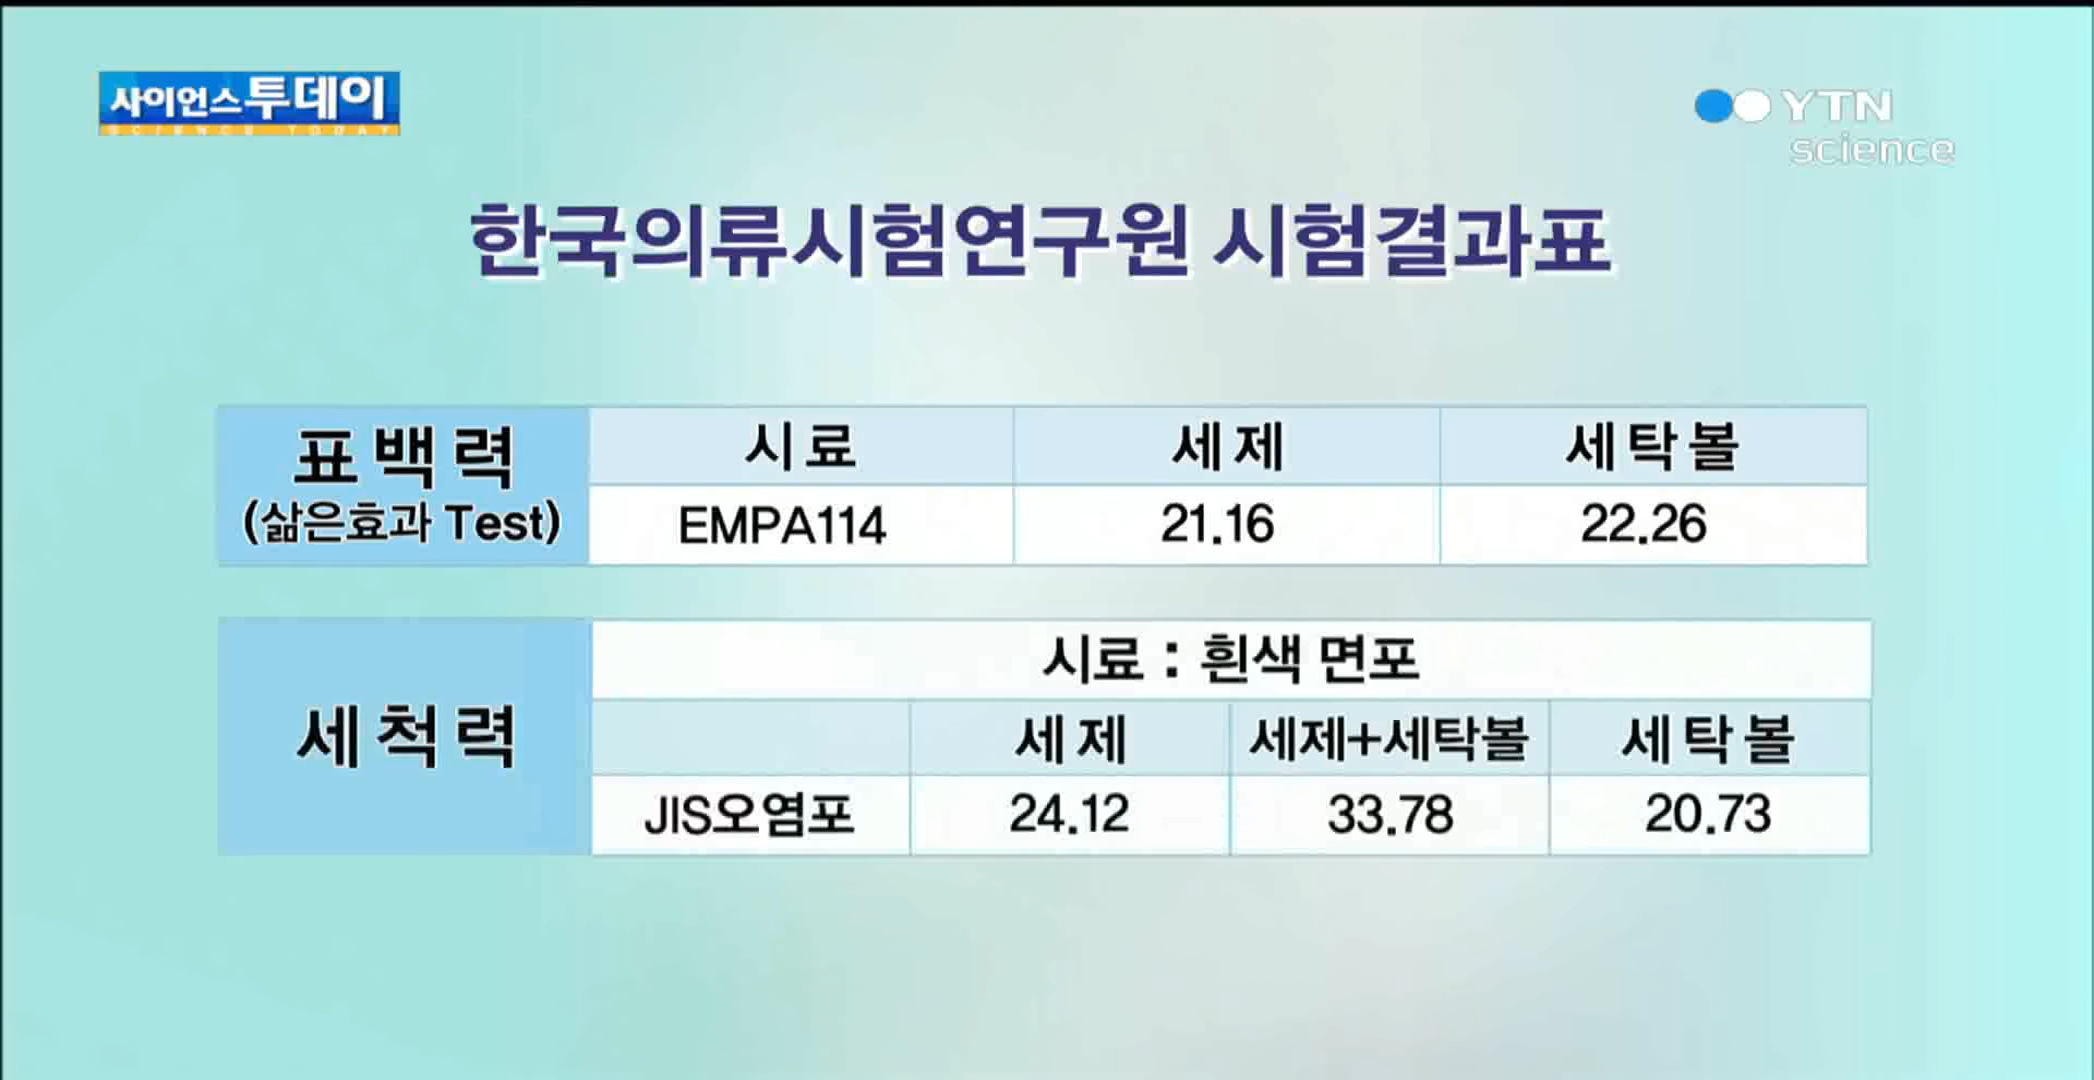 사이언스투데이
SCIENCE TODAY
YTN
science
한국의류시험연구원 시험결과표
표백력
(삶은효과 Test)
시료 세제 세탁볼
EMPA114 21.16 22.26
세척력
시료 : 흰색 면포
세제 세제+세탁볼 세탁볼
JIS오염포 24.12 33.78 20.73